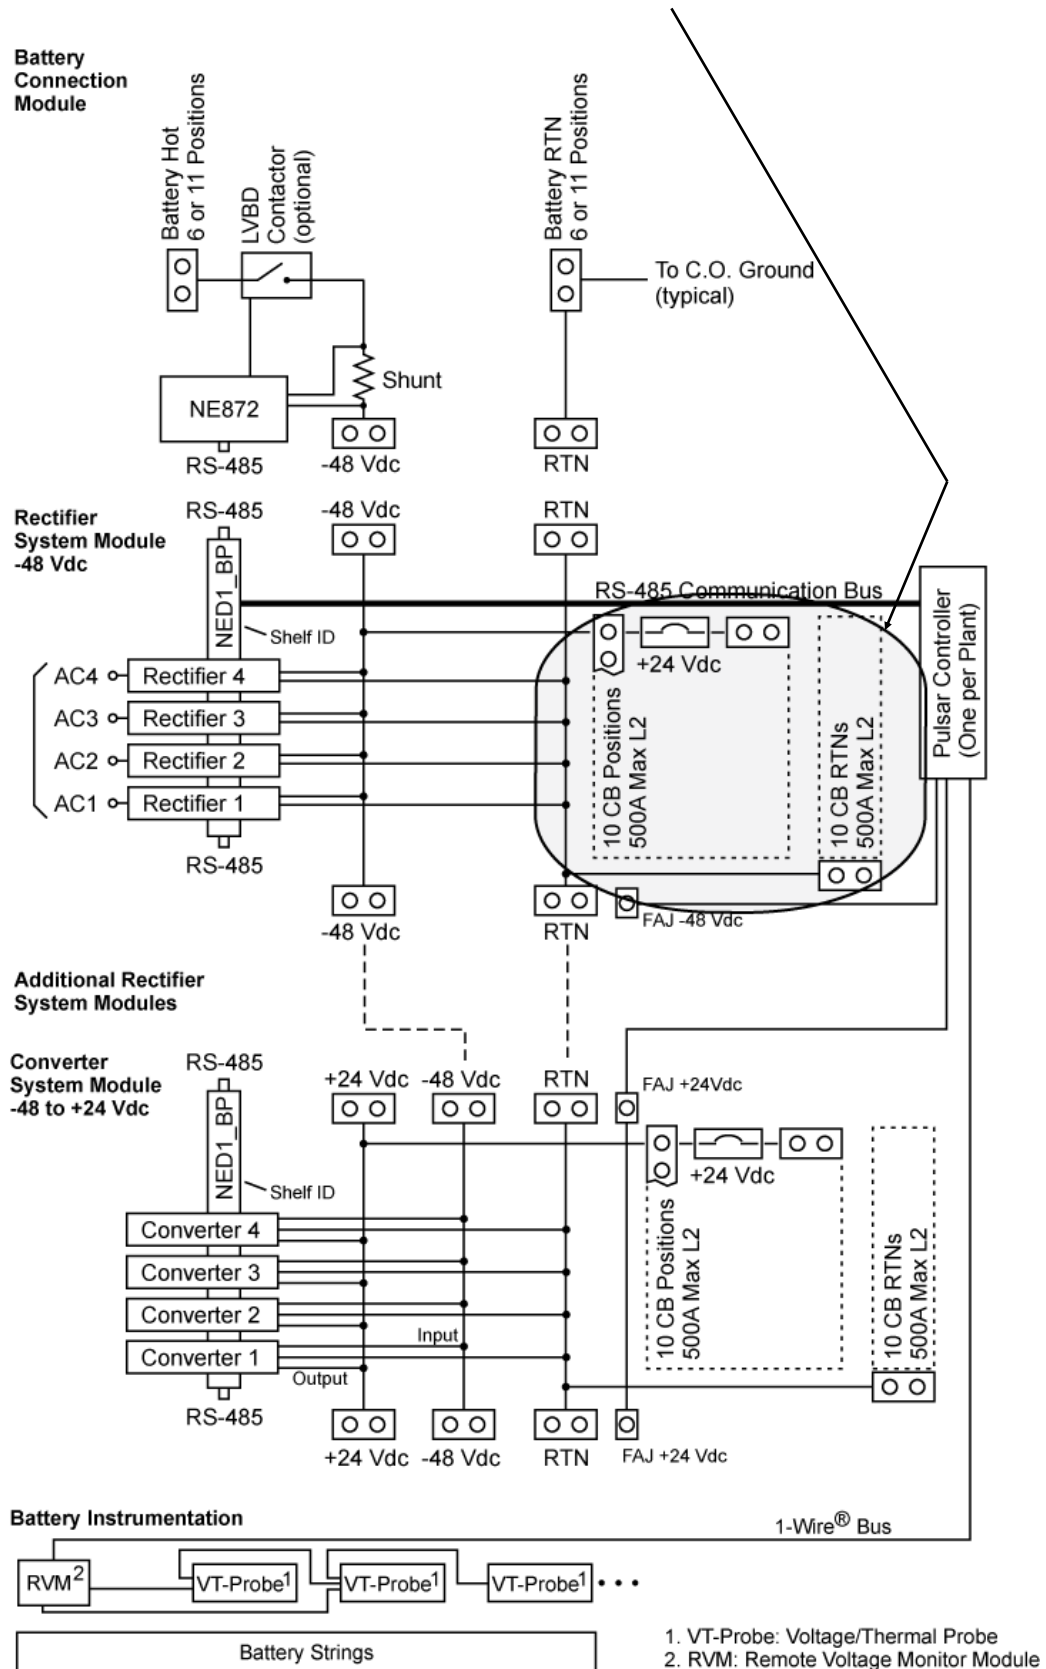 Battery
Connection
Module
Battery Hot
6 or 11 Positions
LVBD
Contactor
(optional)
Battery RTN
6 or 11 Positions
To C.O. Ground
(typical)
Shunt
NE872
RS-485
-48 Vdc
RTN
Rectifier
System Module
-48 Vdc
RS-485
-48 Vdc
RTN
NED1_BP
Shelf ID
RS-485 Communication Bus
+24 Vdc
10 CB Positions
500A Max L2
10 CB RTNs
500A Max L2
Pulsar Controller
(One per Plant)
AC4
Rectifier 4
AC3
Rectifier 3
AC2
Rectifier 2
AC1
Rectifier 1
RS-485
-48 Vdc
RTN
FAJ -48 Vdc
Additional Rectifier
System Modules
Converter
System Module
-48 to +24 Vdc
RS-485
+24 Vdc
-48 Vdc
RTN
FAJ +24Vdc
NED1_BP
Shelf ID
+24 Vdc
10 CB Positions
500A Max L2
10 CB RTNs
500A Max L2
Converter 4
Converter 3
Converter 2
Converter 1
Input
Output
RS-485
+24 Vdc
-48 Vdc
RTN
FAJ +24 Vdc
Battery Instrumentation
1-Wire® Bus
RVM2
VT-Probe1
VT-Probe1
VT-Probe1
Battery Strings
1. VT-Probe: Voltage/Thermal Probe
2. RVM: Remote Voltage Monitor Module